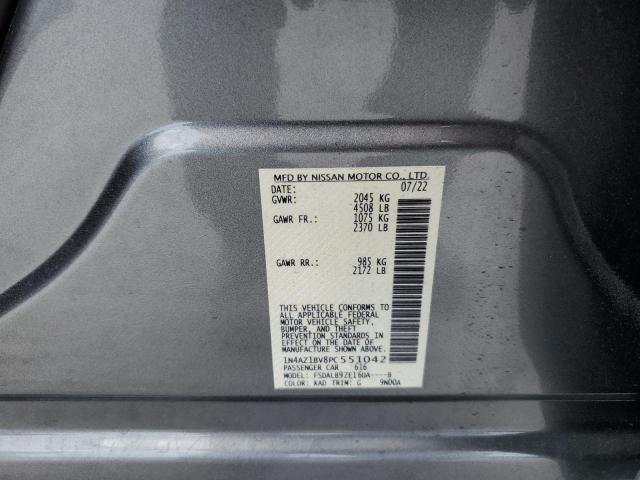 MFD BY NISSAN MOTOR CO., LTD.
DATE: 07/22
GVWR: 2045 KG
4508 LB
GAWR FR.: 1075 KG
2370 LB
GAWR RR.: 985 KG
2172 LB
THIS VEHICLE CONFORMS TO
ALL APPLICABLE FEDERAL
MOTOR VEHICLE SAFETY,
BUMPER, AND THEFT
PREVENTION STANDARDS IN
EFFECT ON THE DATE OF
MANUFACTURE SHOWN ABOVE.
1N4AZ1BV8PC551042
PASSENGER CAR 616
MODEL: FSDALB9ZE16DA----B
COLOR: KAD TRIM: G 9N00A